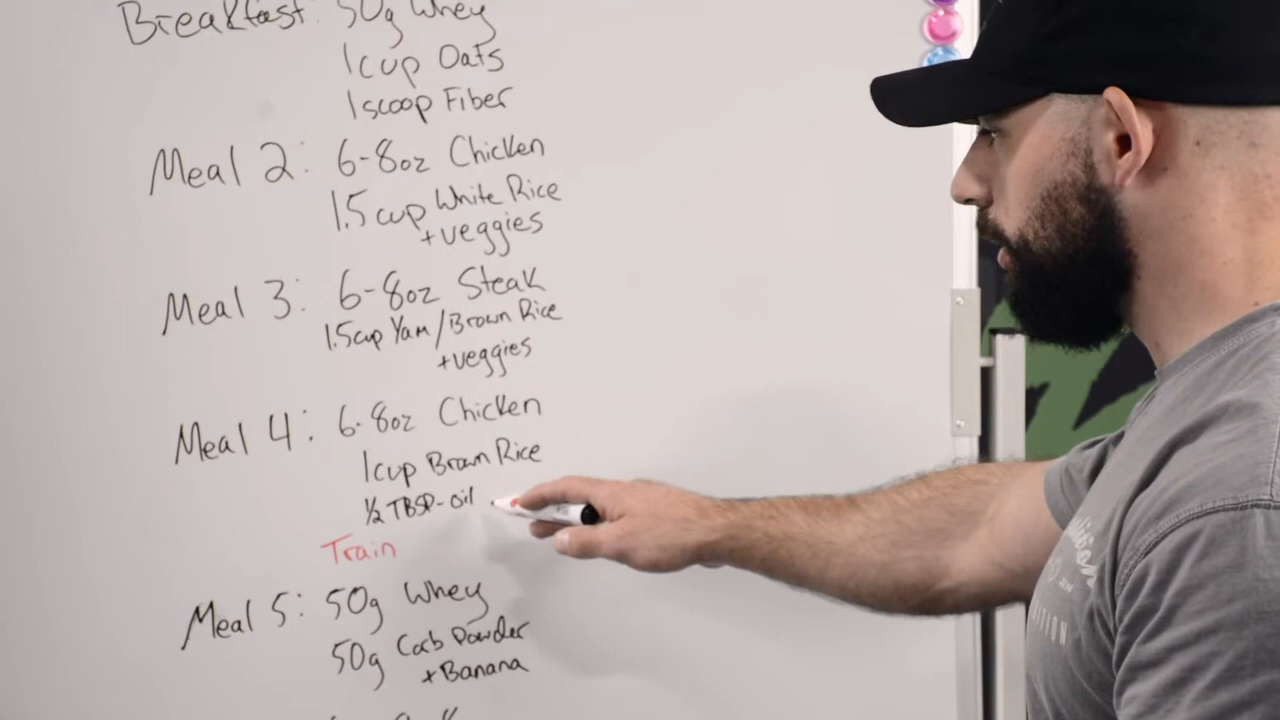 Breakfast: 50g Whey
1 cup Oats
1 scoop Fiber
Meal 2: 6-8oz Chicken
1.5 cup White Rice
+veggies
Meal 3: 6-8oz Steak
1.5cup Yam/Brown Rice
+veggies
Meal 4: 6-8oz Chicken
1 cup Brown Rice
1/2 TBSP-oil
Train
Meal 5: 50g Whey
50g Carb Powder
+Banana